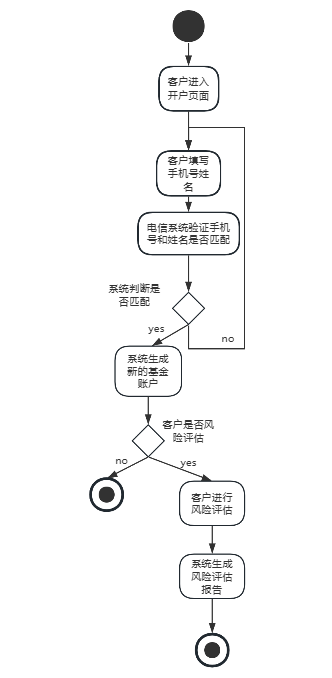 客户进入
开户页面
客户填写
手机号姓
名
电信系统验证手机
号和姓名是否匹配
系统判断是
否匹配
yes
no
系统生成
新的基金
账户
客户是否风
险评估
no
yes
客户进行
风险评估
系统生成
风险评估
报告